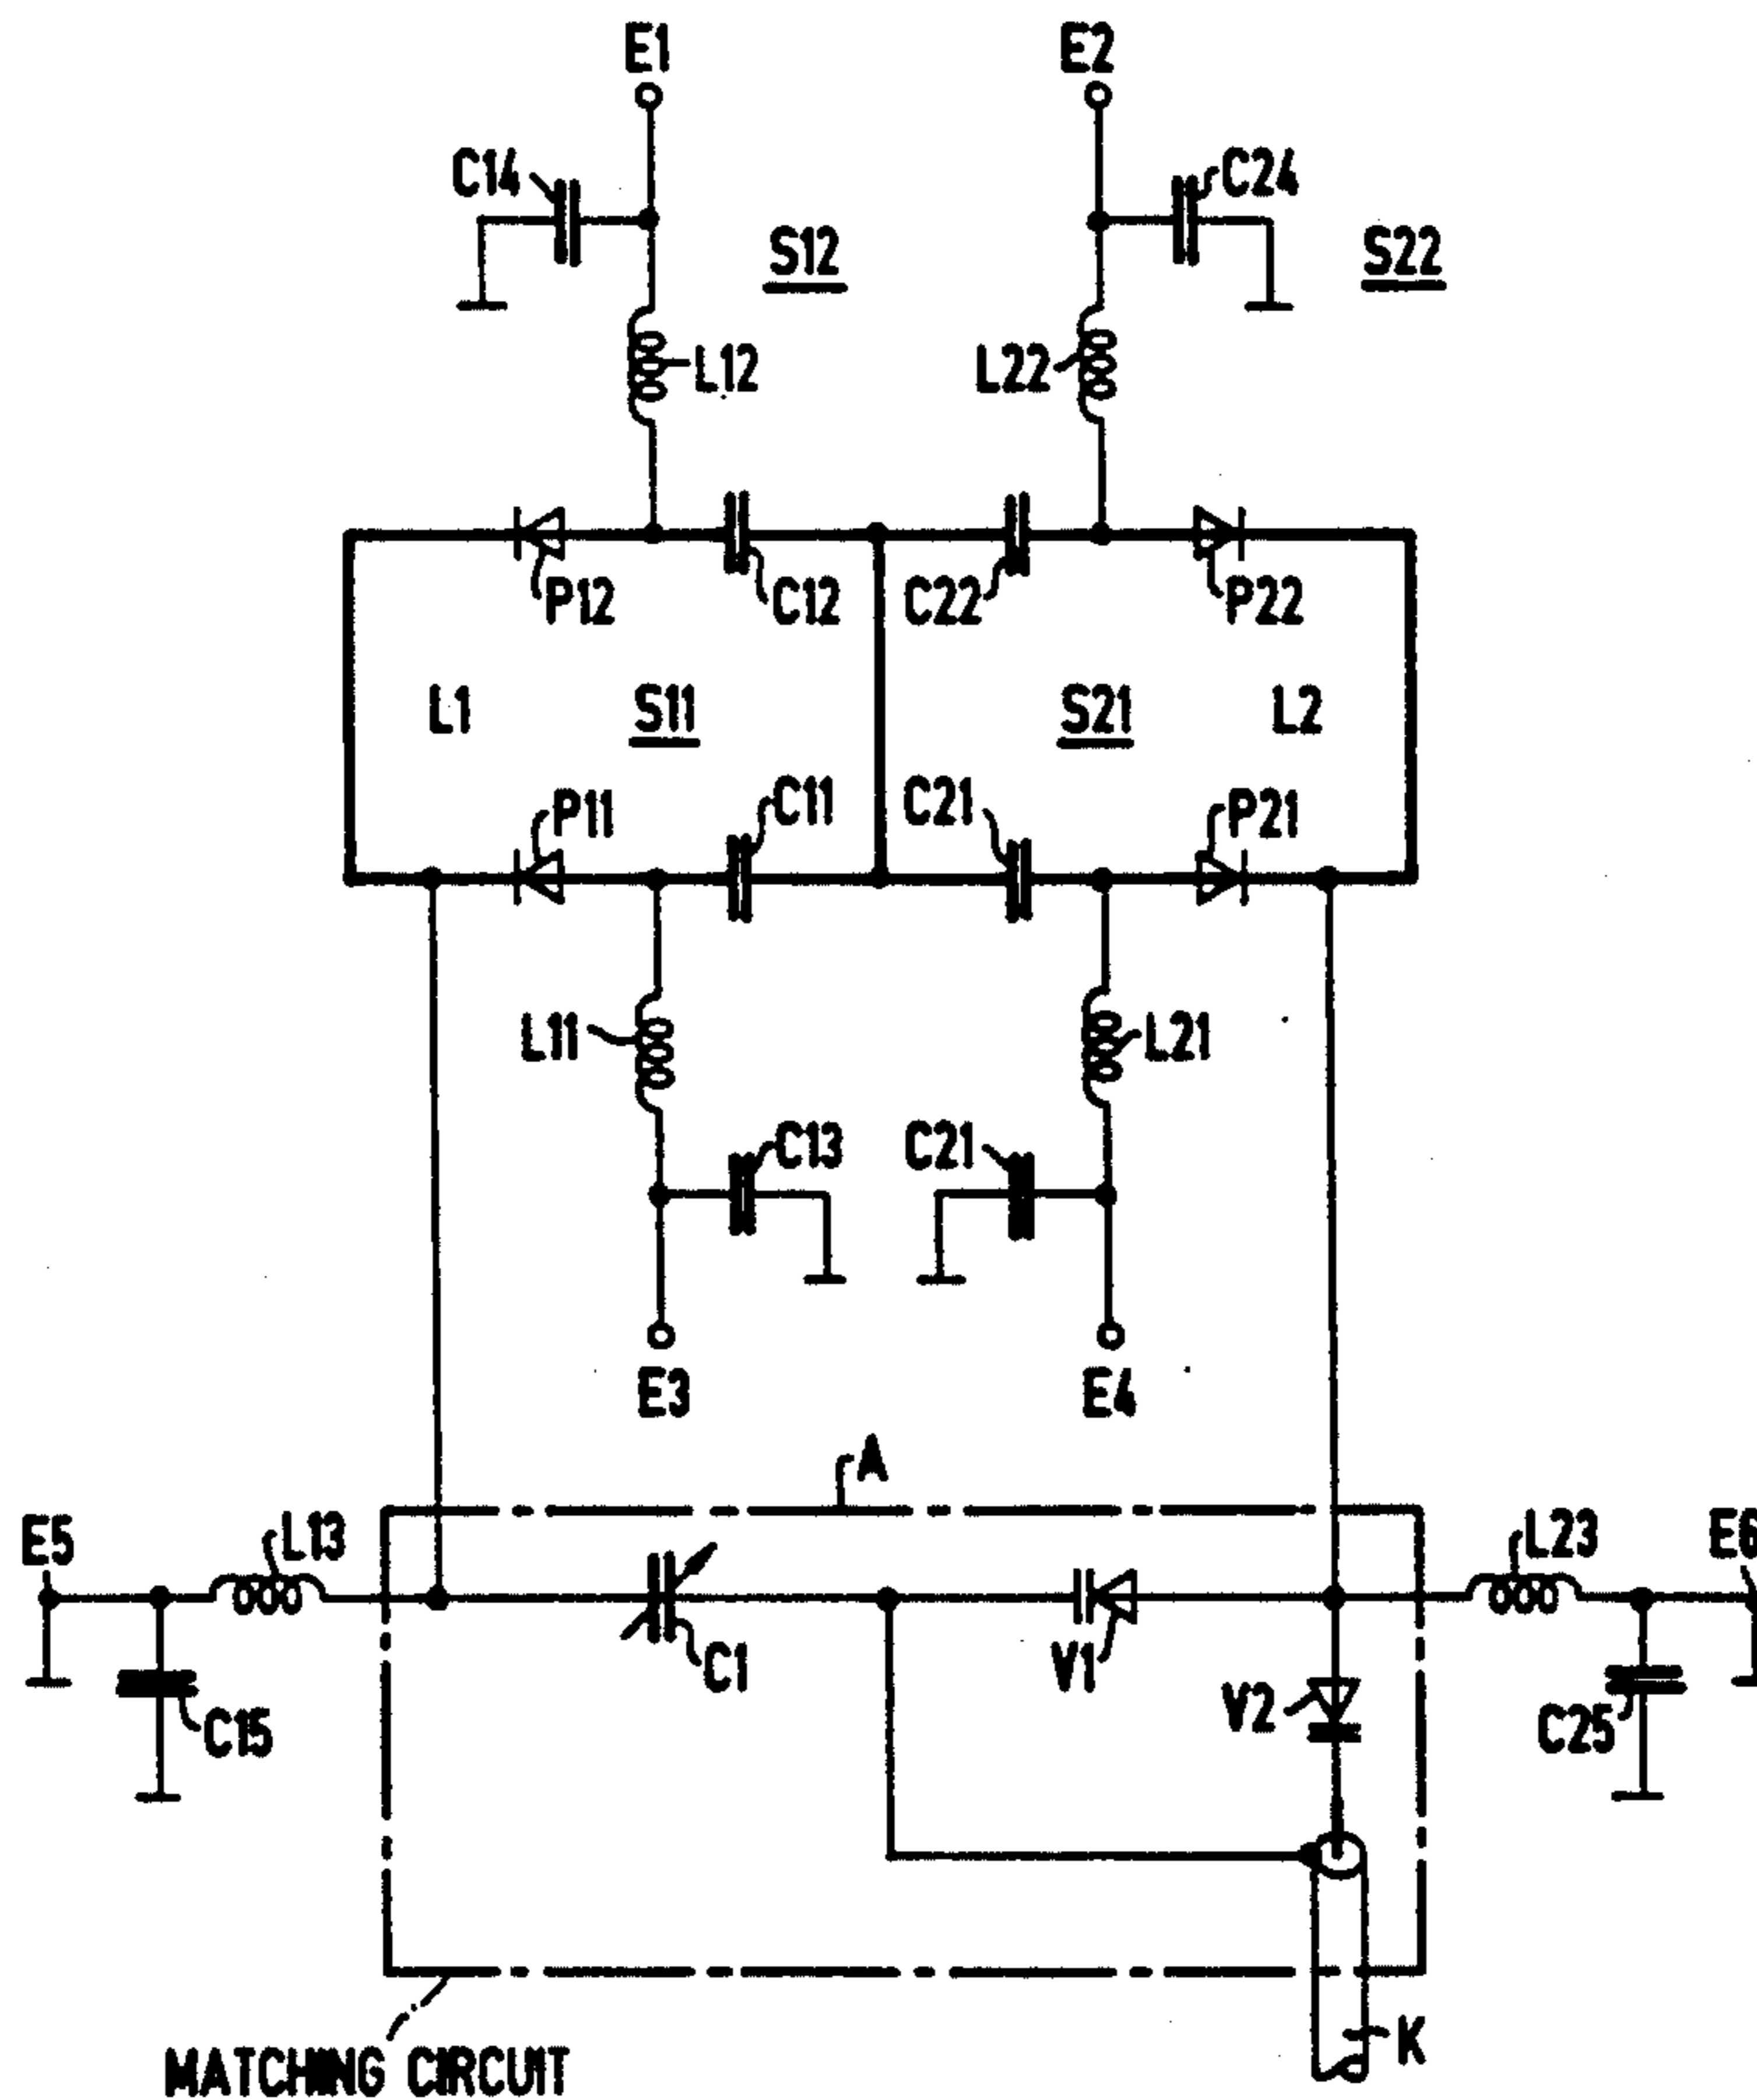 E1 E2
C14 C24
S12 S22
L12 L22
P12 C12 C22 P22
L1 S11 S21 L2
P11 C11 C21 P21
L11 L21
C13 C21
E3 E4
A
E5 L13 L23 E6
C1 V1
V2
C15 C25
K
MATCHING CIRCUIT